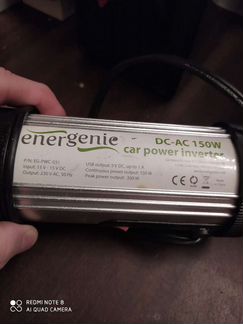 energenie
DC-AC 150W
car power inverter
P/N: EG-PWC-031
Input: 11 V - 15 V DC
Output: 230 V AC, 50 Hz
USB output: 5V DC, up to 1 A
Continuous power output: 150 W
Peak power output: 300 W
CE
REDMI NOTE 8
AI QUAD CAMERA